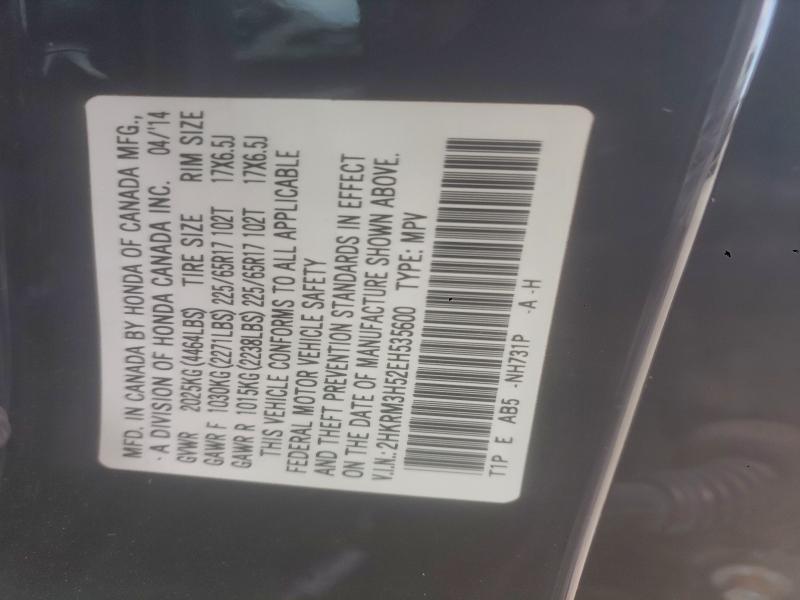 MFD. IN CANADA BY HONDA OF CANADA MFG.,
· A DIVISION OF HONDA CANADA INC. 04/'14
GVWR 2025KG(4464LBS) TIRE SIZE RIM SIZE
GAWR F 1030KG(2271LBS) 225/65R17 102T 17X6.5J
GAWR R 1015KG(2238LBS) 225/65R17 102T 17X6.5J
THIS VEHICLE CONFORMS TO ALL APPLICABLE
FEDERAL MOTOR VEHICLE SAFETY
AND THEFT PREVENTION STANDARDS IN EFFECT
ON THE DATE OF MANUFACTURE SHOWN ABOVE.
V.I.N.: 2HKRM3H52EH535600 TYPE: MPV
T1P E AB5 -NH731P -A -H